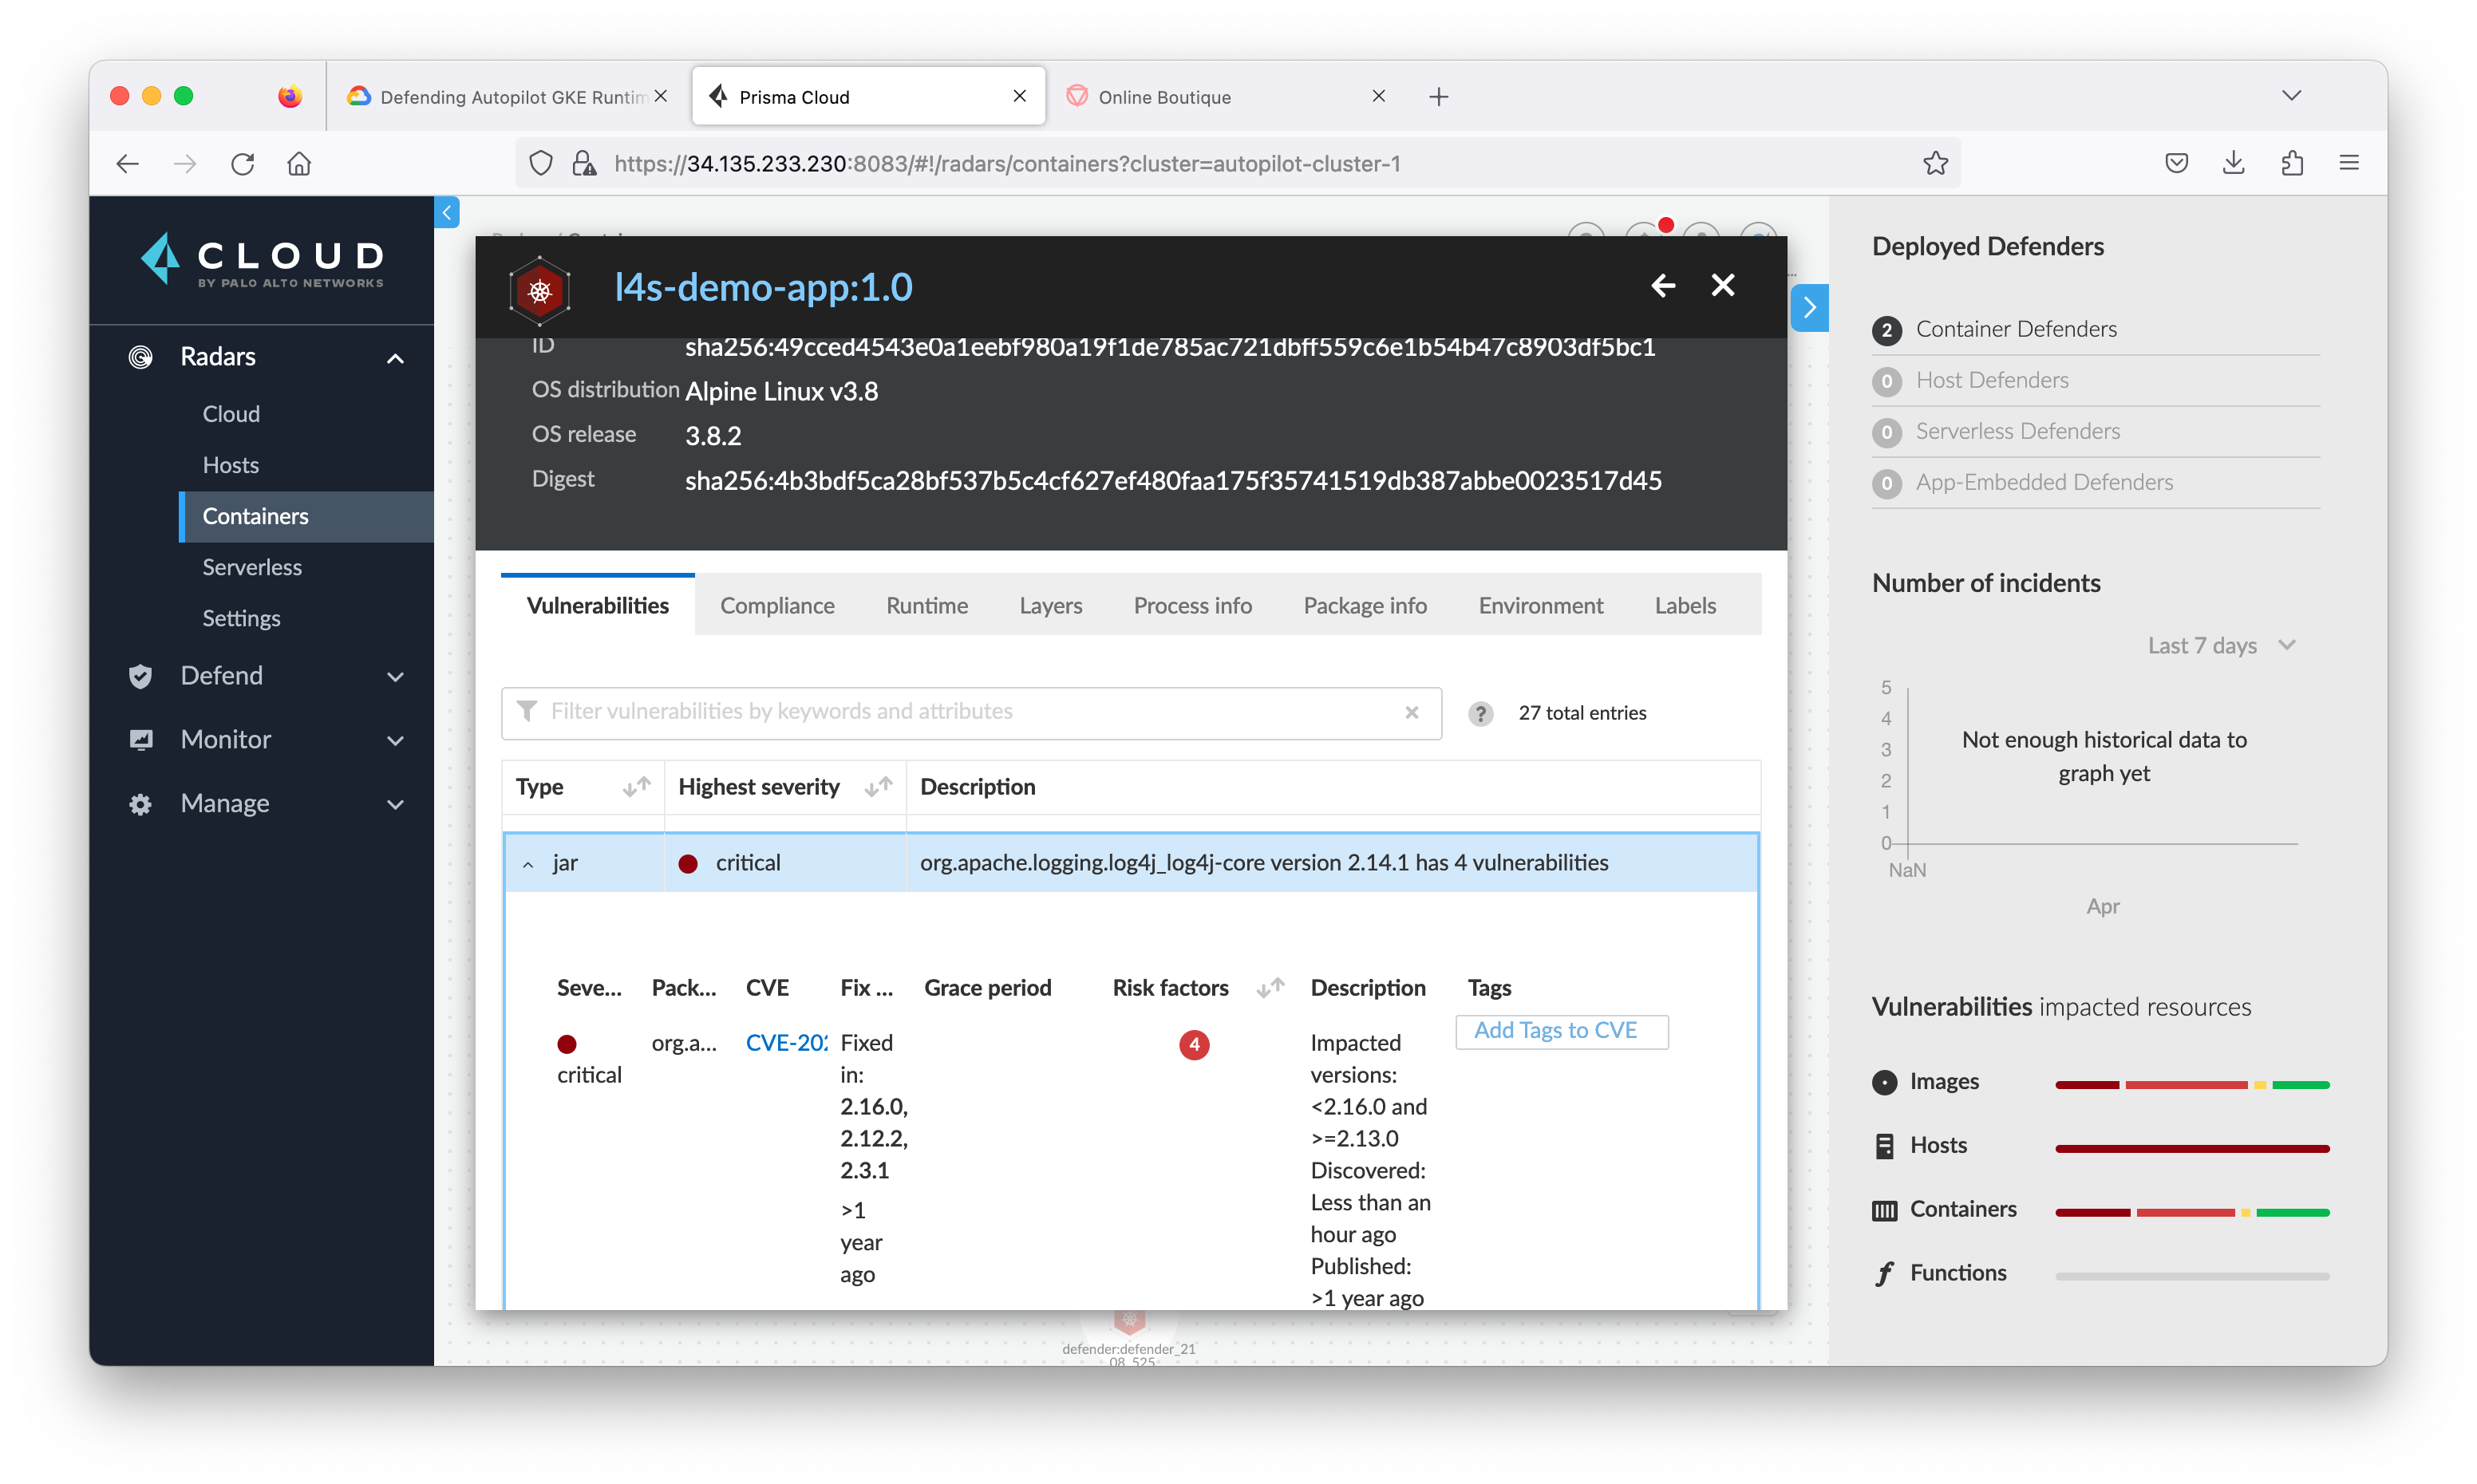 Defending Autopilot GKE Runtim
Prisma Cloud
Online Boutique
https://34.135.233.230:8083/#!/radars/containers?cluster=autopilot-cluster-1
CLOUD
BY PALO ALTO NETWORKS
Radars
Cloud
Hosts
Containers
Serverless
Settings
Defend
Monitor
Manage
l4s-demo-app:1.0
ID sha256:49cced4543e0a1eebf980a19f1de785ac721dbff559c6e1b54b47c8903df5bc1
OS distribution Alpine Linux v3.8
OS release 3.8.2
Digest sha256:4b3bdf5ca28bf537b5c4cf627ef480faa175f35741519db387abbe0023517d45
Vulnerabilities Compliance Runtime Layers Process info Package info Environment Labels
Filter vulnerabilities by keywords and attributes
? 27 total entries
Type Highest severity Description
jar critical org.apache.logging.log4j_log4j-core version 2.14.1 has 4 vulnerabilities
Seve... Pack... CVE Fix ... Grace period Risk factors Description Tags
critical
org.a...
CVE-202
Fixed
in:
2.16.0,
2.12.2,
2.3.1
>1
year
ago
4
Impacted
versions:
<2.16.0 and
>=2.13.0
Discovered:
Less than an
hour ago
Published:
>1 year ago
Add Tags to CVE
defender:defender_21
08_525
Deployed Defenders
2 Container Defenders
0 Host Defenders
0 Serverless Defenders
0 App-Embedded Defenders
Number of incidents
Last 7 days
5
4
3
2
1
0
NaN
Apr
Not enough historical data to
graph yet
Vulnerabilities impacted resources
Images
Hosts
Containers
Functions